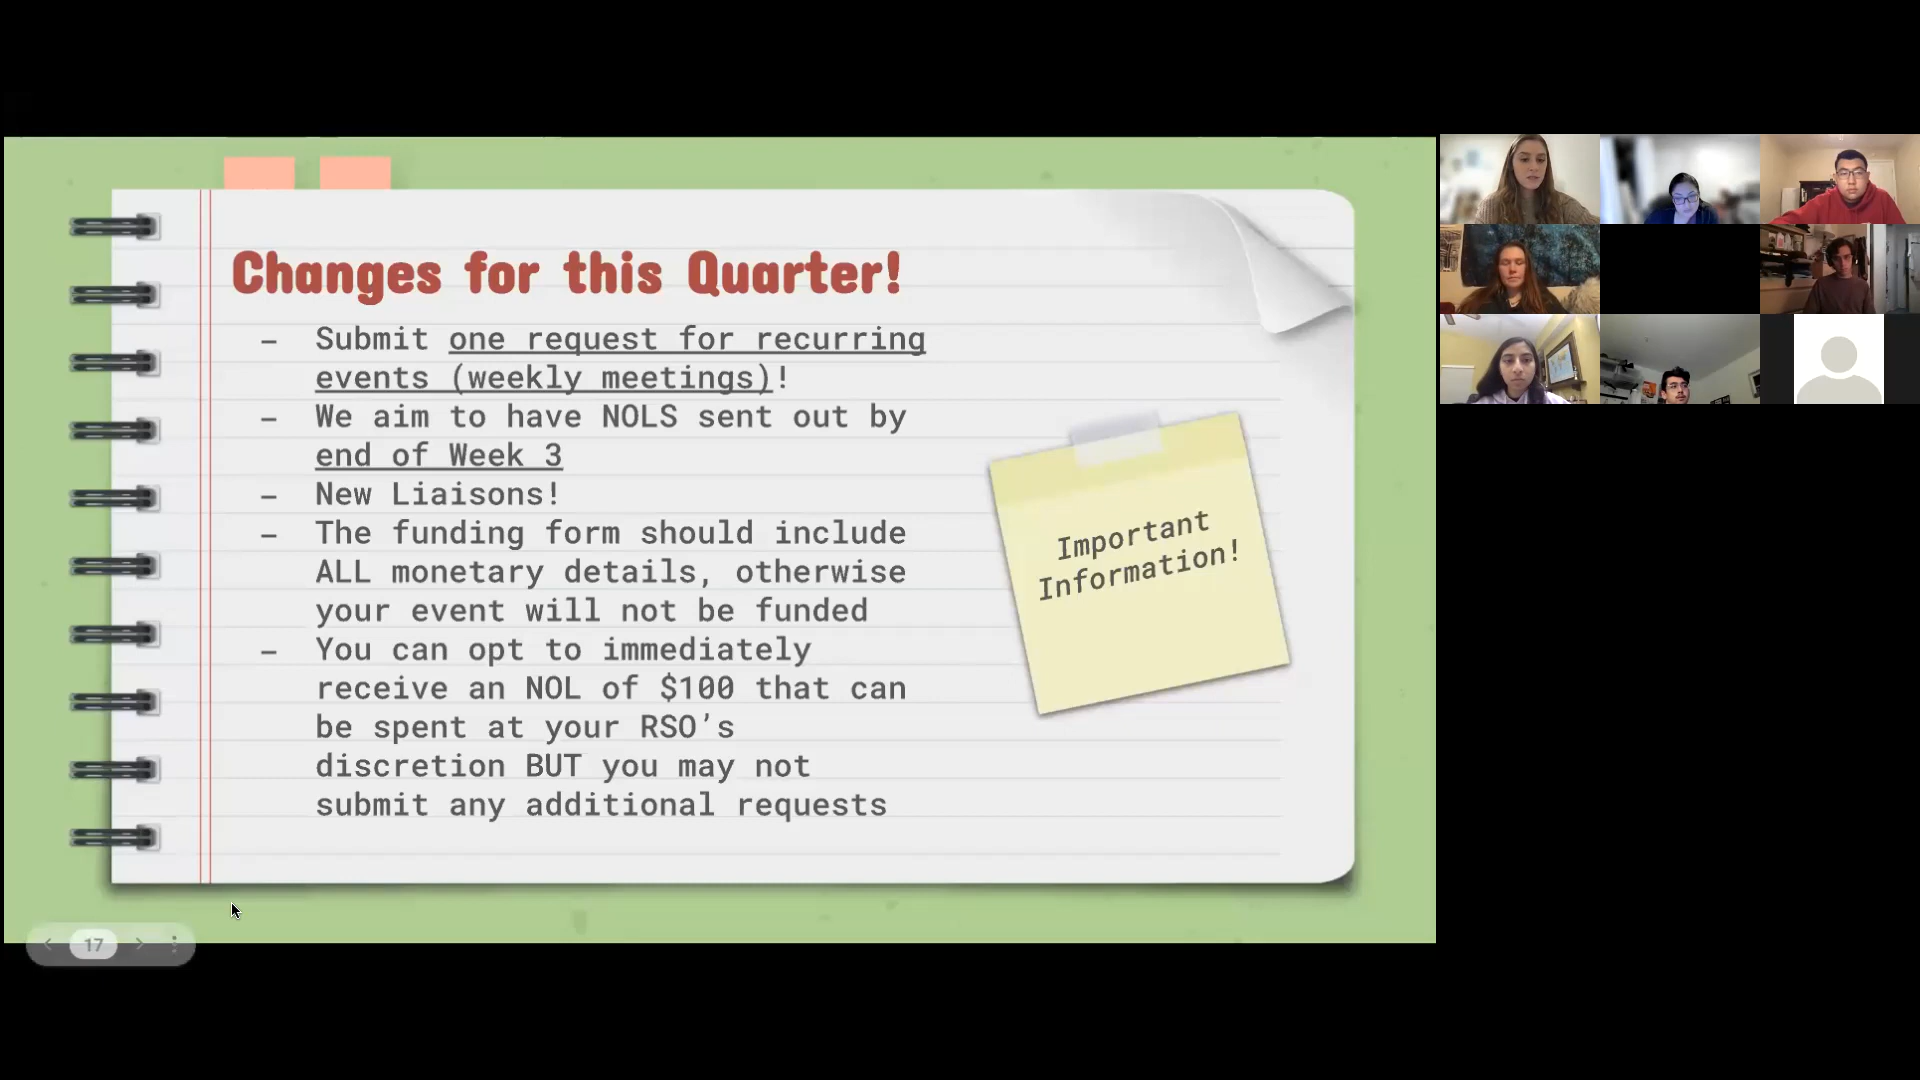 Changes for this Quarter!
– Submit one request for recurring
events (weekly meetings)!
– We aim to have NOLS sent out by
end of Week 3
– New Liaisons!
– The funding form should include
ALL monetary details, otherwise
your event will not be funded
– You can opt to immediately
receive an NOL of $100 that can
be spent at your RSO’s
discretion BUT you may not
submit any additional requests
Important
Information!
17